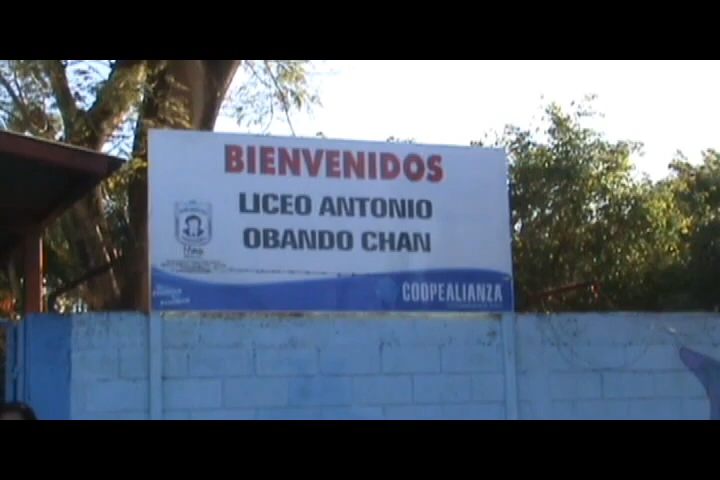 BIENVENIDOS
LICEO ANTONIO
OBANDO CHAN
COOPEALIANZA